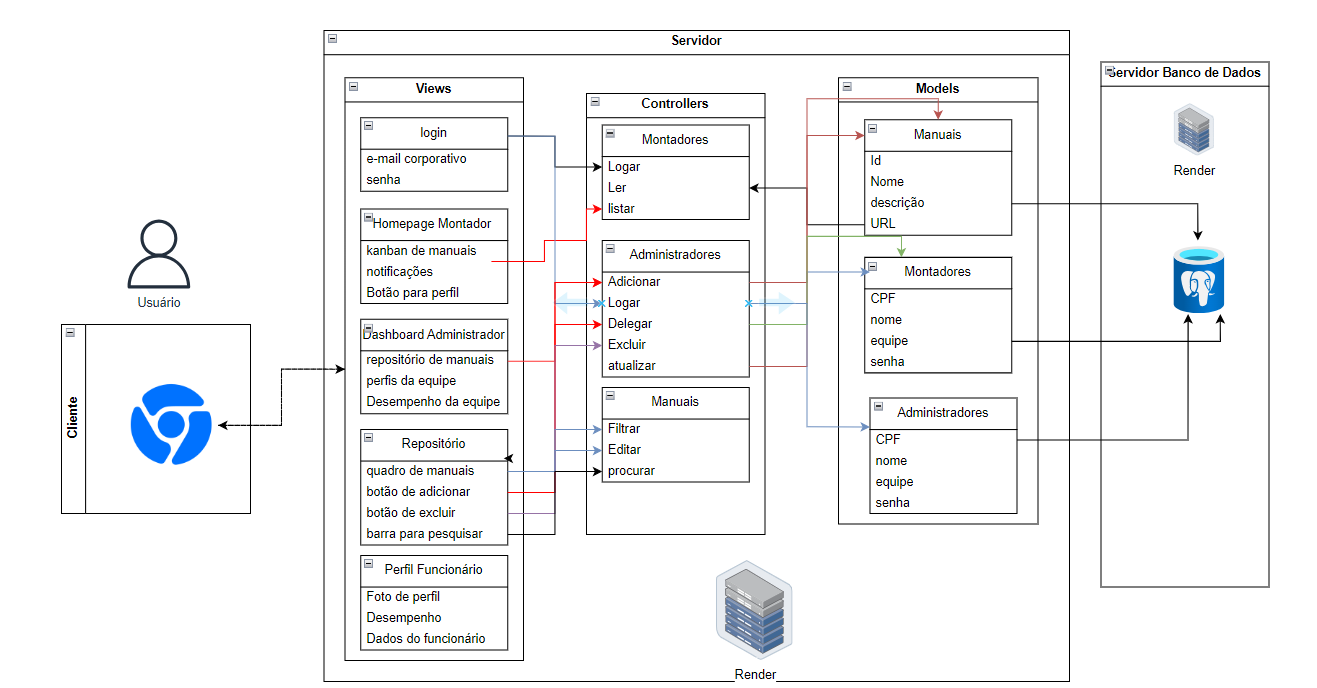 Servidor
Servidor Banco de Dados
Render
Views
login
e-mail corporativo
senha
Homepage Montador
kanban de manuais
notificações
Botão para perfil
Dashboard Administrador
repositório de manuais
perfis da equipe
Desempenho da equipe
Repositório
quadro de manuais
botão de adicionar
botão de excluir
barra para pesquisar
Perfil Funcionário
Foto de perfil
Desempenho
Dados do funcionário
Controllers
Montadores
Logar
Ler
listar
Administradores
Adicionar
Logar
Delegar
Excluir
atualizar
Manuais
Filtrar
Editar
procurar
Models
Manuais
Id
Nome
descrição
URL
Montadores
CPF
nome
equipe
senha
Administradores
CPF
nome
equipe
senha
Usuário
Cliente
Render